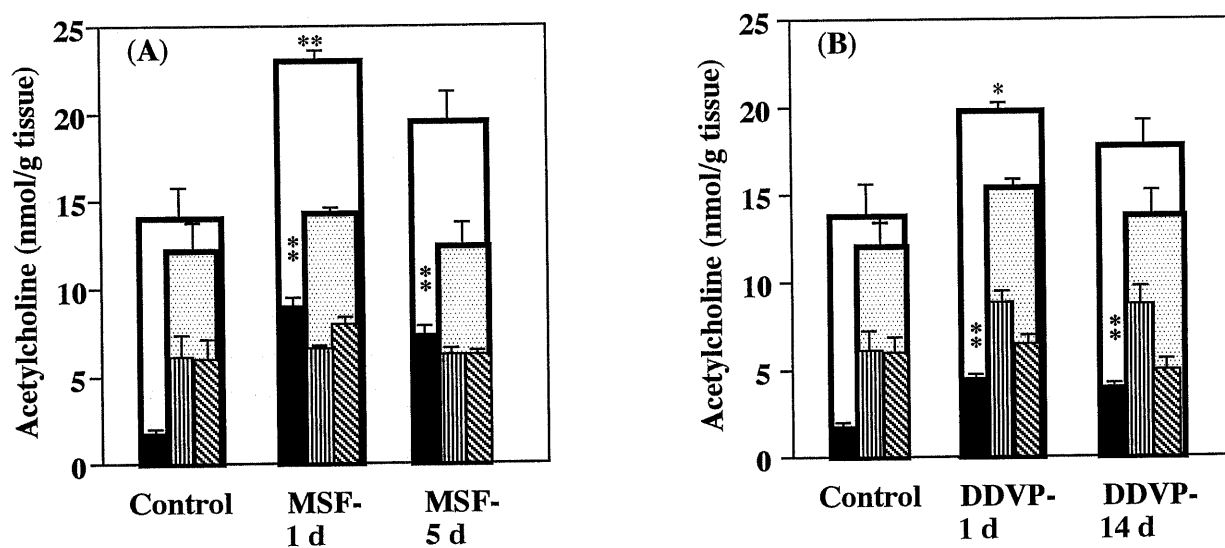 25
20
15
10
5
0
Acetylcholine (nmol/g tissue)
(A)
**
**
**
Control
MSF-
1 d
MSF-
5 d
25
20
15
10
5
0
Acetylcholine (nmol/g tissue)
(B)
*
**
**
Control
DDVP-
1 d
DDVP-
14 d